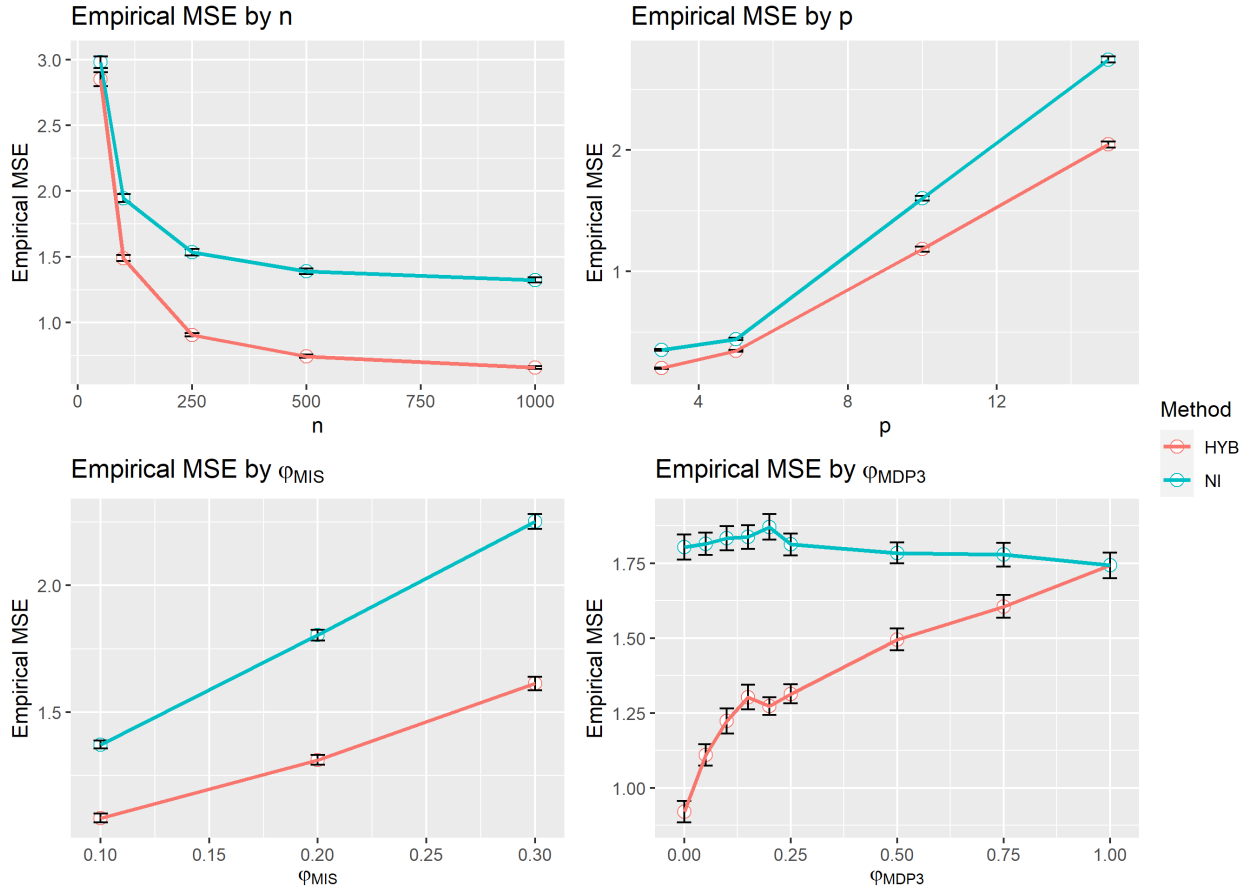 Empirical MSE by n
Empirical MSE
3.0
2.5
2.0
1.5
1.0
0
250
500
750
1000
n
Empirical MSE by p
Empirical MSE
2
1
4
8
12
p
Empirical MSE by φMIS
Empirical MSE
2.0
1.5
0.10
0.15
0.20
0.25
0.30
φMIS
Empirical MSE by φMDP3
Empirical MSE
1.75
1.50
1.25
1.00
0.00
0.25
0.50
0.75
1.00
φMDP3
Method
HYB
NI